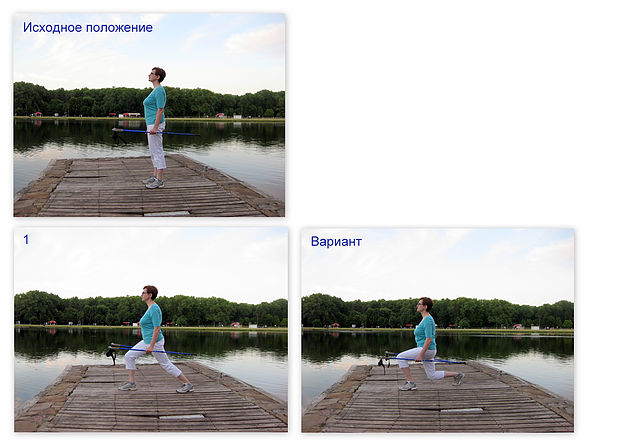 Исходное положение
1
Вариант